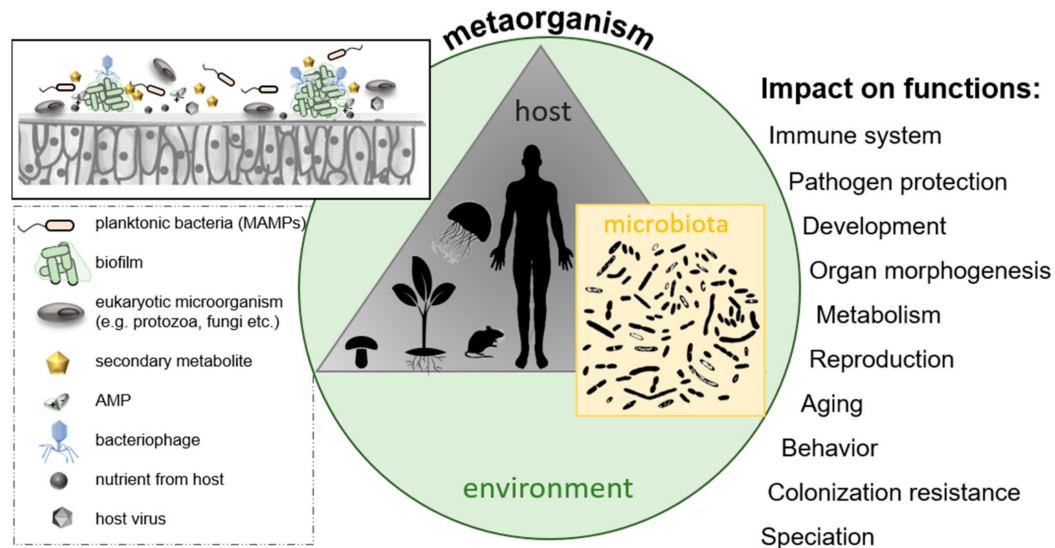 metaorganism
host
microbiota
environment
planktonic bacteria (MAMPs)
biofilm
eukaryotic microorganism
(e.g. protozoa, fungi etc.)
secondary metabolite
AMP
bacteriophage
nutrient from host
host virus
Impact on functions:
Immune system
Pathogen protection
Development
Organ morphogenesis
Metabolism
Reproduction
Aging
Behavior
Colonization resistance
Speciation